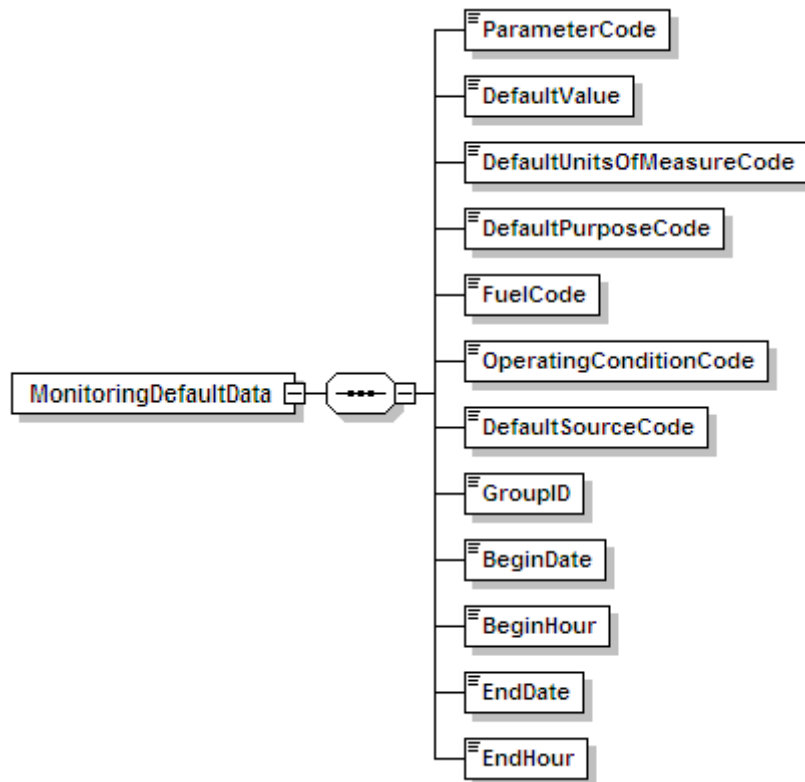 ParameterCode
DefaultValue
DefaultUnitsOfMeasureCode
DefaultPurposeCode
FuelCode
OperatingConditionCode
MonitoringDefaultData
DefaultSourceCode
GroupID
BeginDate
BeginHour
EndDate
EndHour